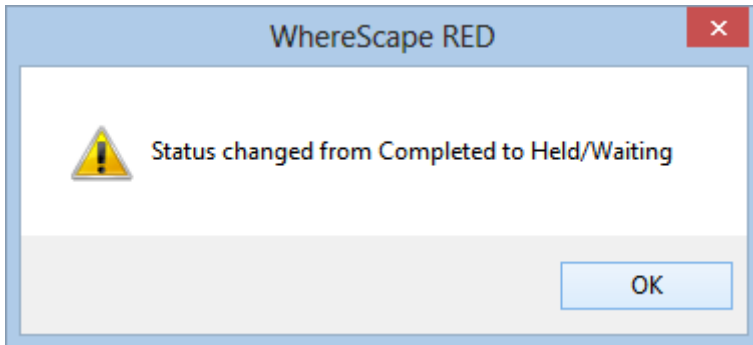 WhereScape RED
Status changed from Completed to Held/Waiting
OK